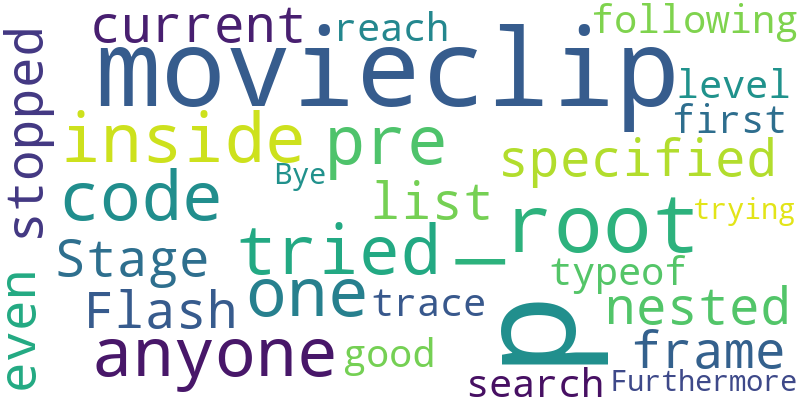 current
reach
following
movieclip
stopped
level
first
inside
pre
specified
Bye
code
list
_root
trying
Stage
tried
typeof
even
Flash
one
trace
nested
p
anyone
good
frame
search
Furthermore